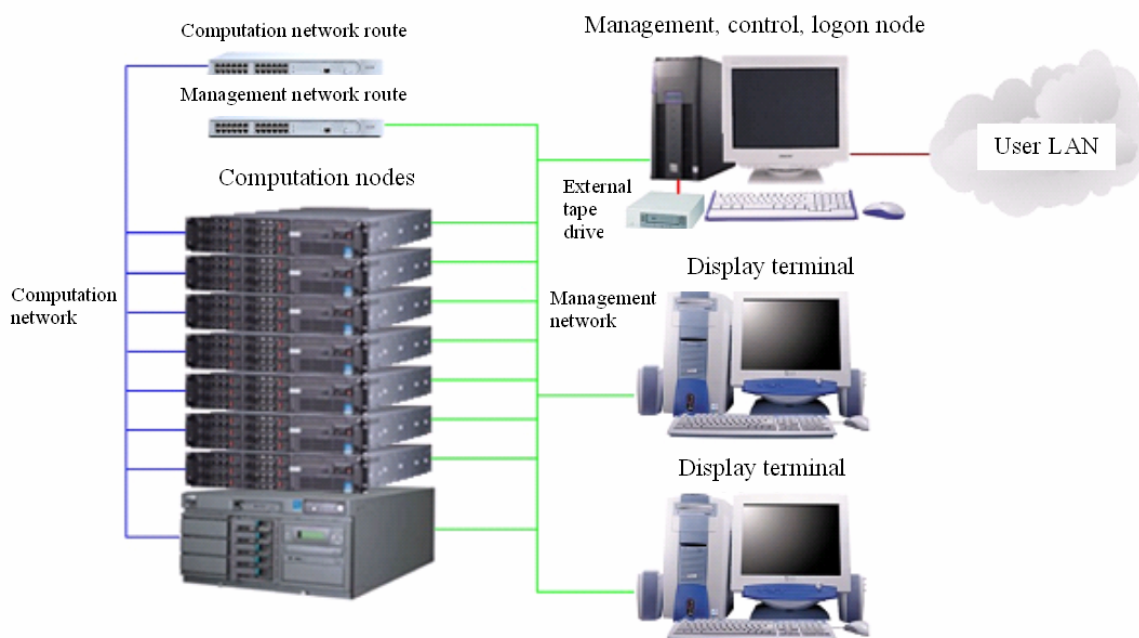 Computation network route
Management network route
Computation nodes
Computation
network
Management, control, logon node
User LAN
External
tape
drive
Display terminal
Management
network
Display terminal